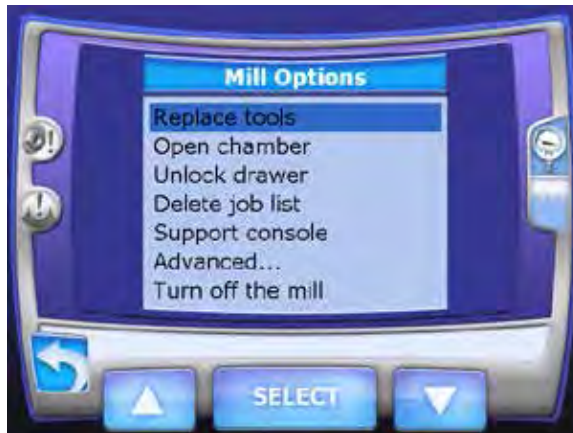 Mill Options
Replace tools
Open chamber
Unlock drawer
Delete job list
Support console
Advanced...
Turn off the mill
SELECT